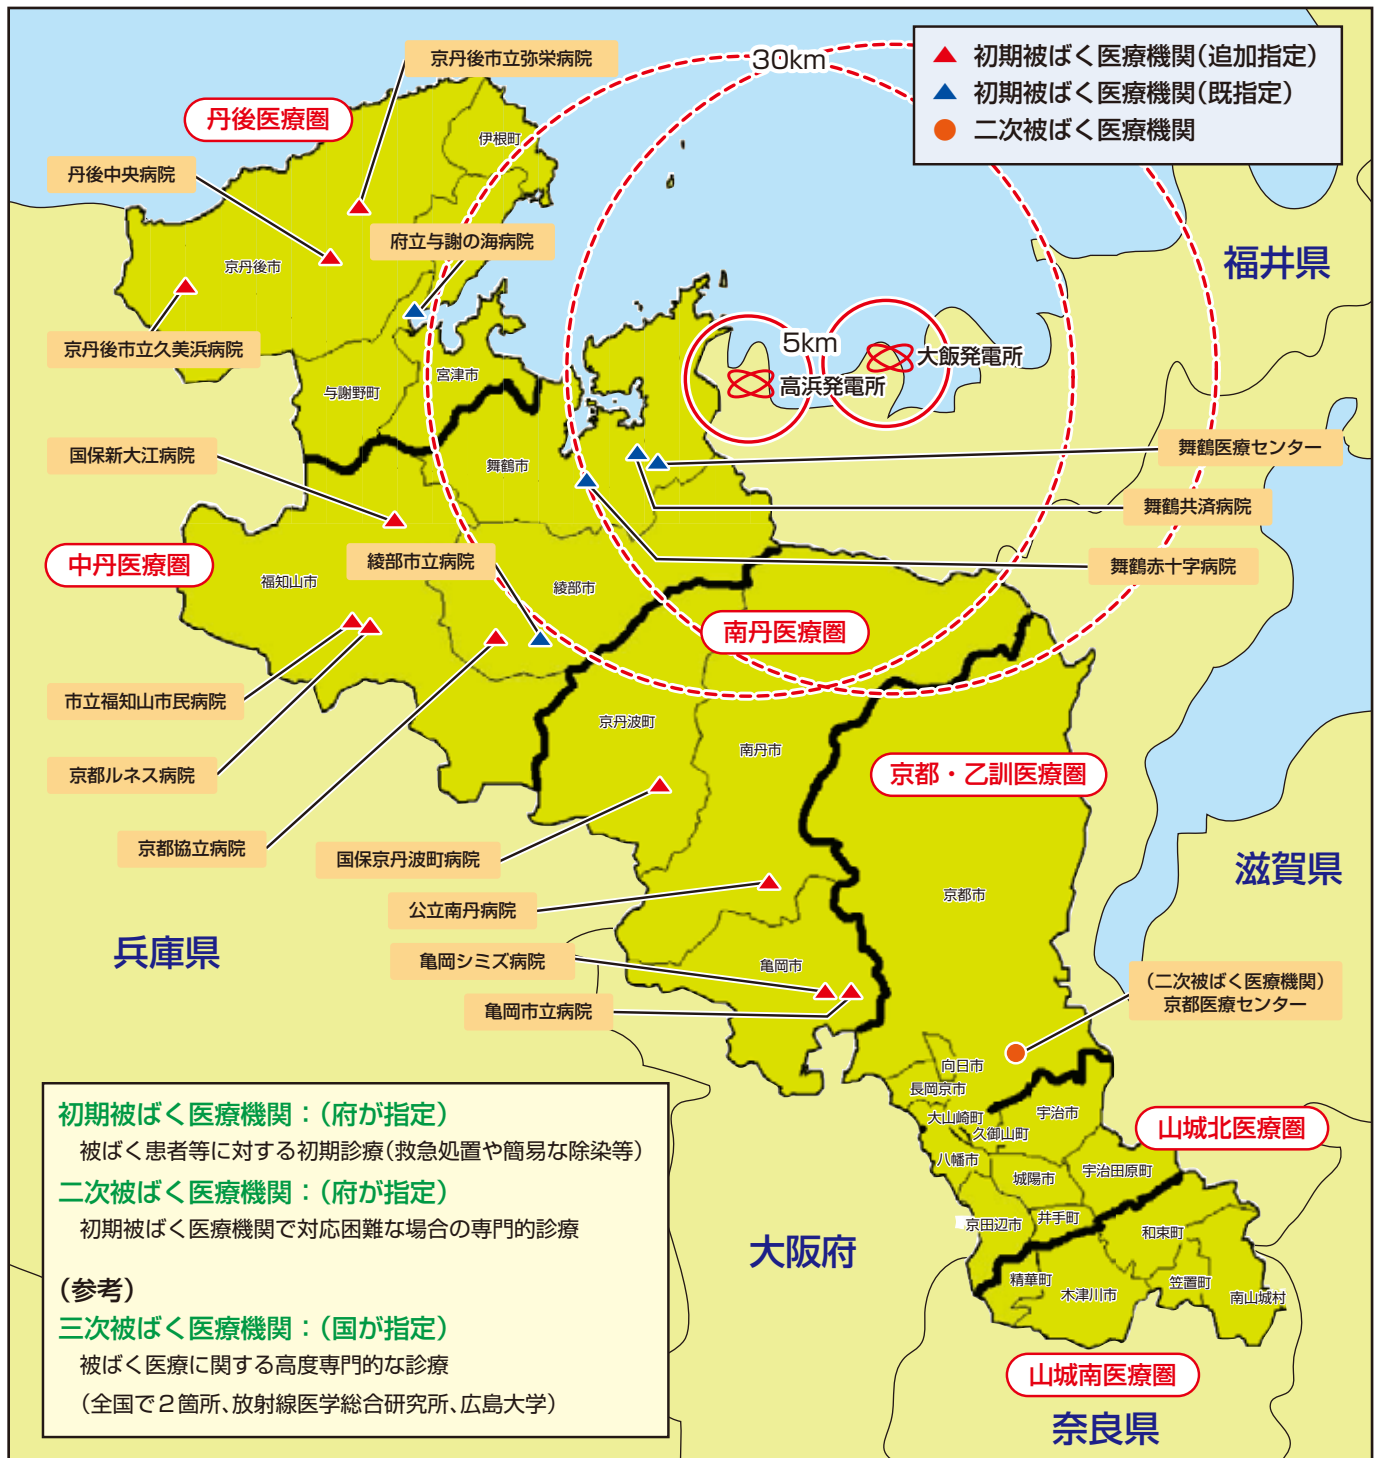 30km
初期被ばく医療機関（追加指定）
初期被ばく医療機関（既指定）
二次被ばく医療機関
京丹後市立弥栄病院
丹後医療圏
伊根町
丹後中央病院
府立与謝の海病院
福井県
京丹後市
京丹後市立久美浜病院
5km
大飯発電所
高浜発電所
与謝野町
宮津市
国保新大江病院
舞鶴市
舞鶴医療センター
舞鶴共済病院
舞鶴赤十字病院
中丹医療圏
綾部市立病院
福知山市
綾部市
南丹医療圏
市立福知山市民病院
京丹波町
南丹市
京都ルネス病院
京都・乙訓医療圏
京都協立病院
国保京丹波町病院
滋賀県
京都市
公立南丹病院
兵庫県
亀岡シミズ病院
亀岡市
（二次被ばく医療機関）
京都医療センター
亀岡市立病院
向日市
長岡京市
大山崎町
宇治市
久御山町
山城北医療圏
八幡市
城陽市
宇治田原町
京田辺市
井手町
和束町
大阪府
精華町
木津川市
笠置町
南山城村
山城南医療圏
奈良県
初期被ばく医療機関：（府が指定）
被ばく患者等に対する初期診療（救急処置や簡易な除染等）
二次被ばく医療機関：（府が指定）
初期被ばく医療機関で対応困難な場合の専門的診療
（参考）
三次被ばく医療機関：（国が指定）
被ばく医療に関する高度専門的な診療
（全国で２箇所、放射線医学総合研究所、広島大学）